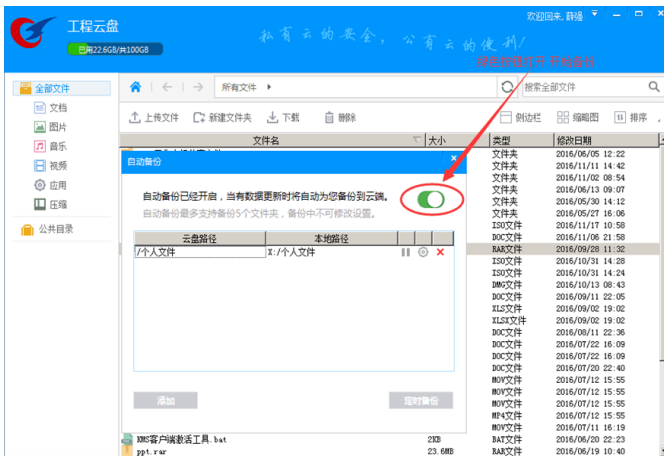 工程云盘
已用22.6GB/共100GB
私有云的安全，公有云的便利!
欢迎回来, 薛强
绿色按钮打开 开始备份
全部文件
文档
图片
音乐
视频
应用
压缩
公共目录
所有文件
搜索全部文件
上传文件 新建文件夹 下载 删除 侧边栏 缩略图 排序
文件名 大小 类型 修改日期
文件夹 2016/06/05 12:22
文件夹 2016/11/11 14:42
文件夹 2016/11/02 08:54
文件夹 2016/06/13 09:07
文件夹 2016/05/30 14:12
文件夹 2016/05/27 16:06
ISO文件 2016/11/17 10:58
DOC文件 2016/11/06 21:58
RAR文件 2016/09/28 11:32
ISO文件 2016/10/31 14:28
ISO文件 2016/10/31 14:24
DMG文件 2016/10/13 08:43
DOC文件 2016/09/11 22:05
XLS文件 2016/09/02 19:02
XLSX文件 2016/09/02 19:02
DOC文件 2016/08/11 22:36
DOC文件 2016/07/22 16:09
DOC文件 2016/07/22 16:09
DOC文件 2016/07/20 22:40
MOV文件 2016/07/12 15:55
MOV文件 2016/07/12 15:55
MOV文件 2016/07/12 15:55
MP4文件 2016/07/12 15:55
MOV文件 2016/07/11 16:19
KMS客户端激活工具.bat 2KB BAT文件 2016/06/20 22:23
ppt.rar 23.6MB RAR文件 2016/06/19 10:40
自动备份
自动备份已经开启，当有数据更新时将自动为您备份到云端。
自动备份最多支持备份5个文件夹，备份中不可修改设置。
云盘路径 本地路径
/个人文件 X:/个人文件
添加 定时备份